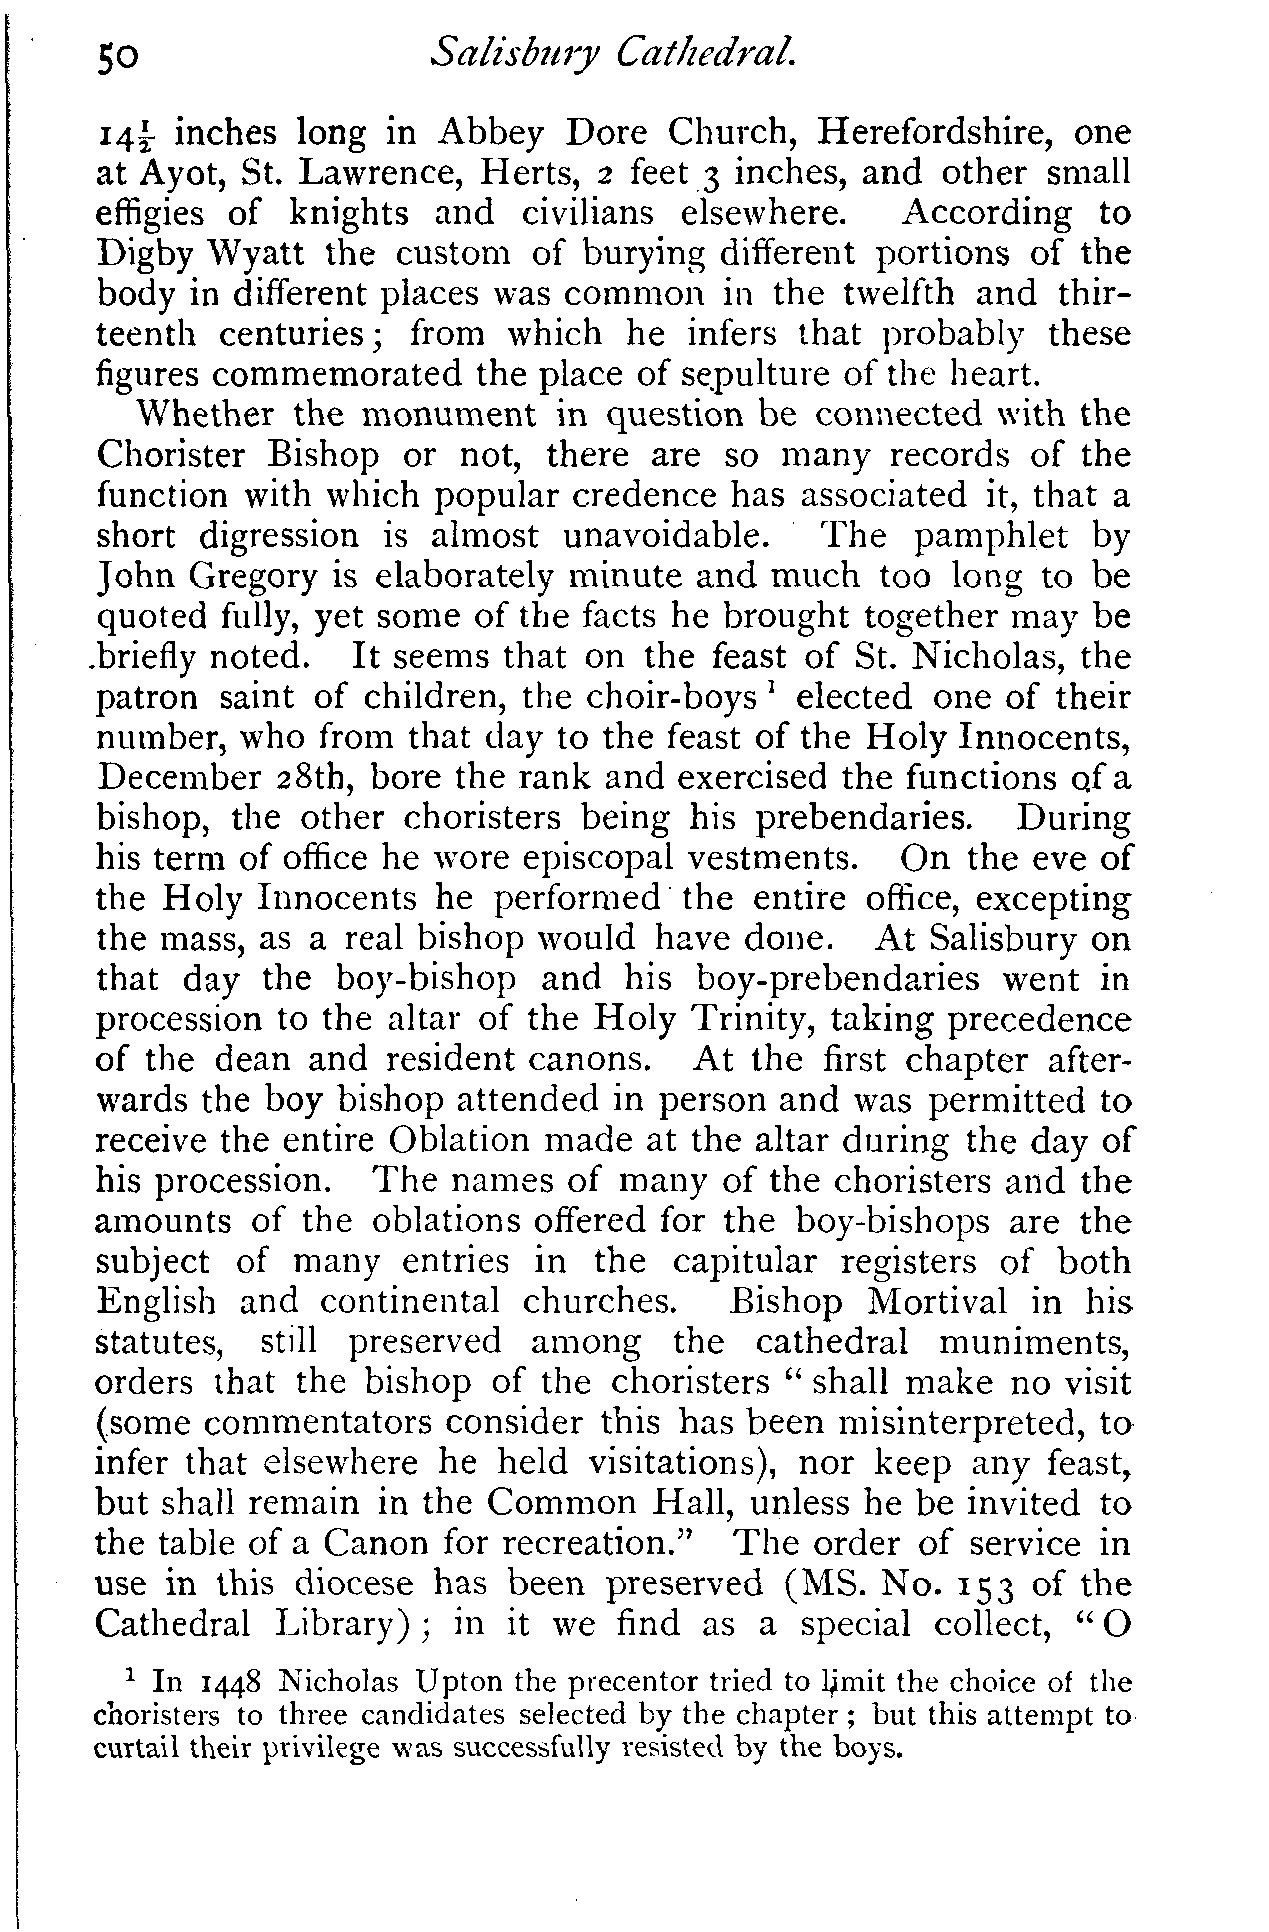 50 Salisbury Cathedral.
14½ inches long in Abbey Dore Church, Herefordshire, one
at Ayot, St. Lawrence, Herts, 2 feet 3 inches, and other small
effigies of knights and civilians elsewhere. According to
Digby Wyatt the custom of burying different portions of the
body in different places was common in the twelfth and thir-
teenth centuries; from which he infers that probably these
figures commemorated the place of sepulture of the heart.
Whether the monument in question be connected with the
Chorister Bishop or not, there are so many records of the
function with which popular credence has associated it, that a
short digression is almost unavoidable. The pamphlet by
John Gregory is elaborately minute and much too long to be
quoted fully, yet some of the facts he brought together may be
briefly noted. It seems that on the feast of St. Nicholas, the
patron saint of children, the choir-boys ¹ elected one of their
number, who from that day to the feast of the Holy Innocents,
December 28th, bore the rank and exercised the functions of a
bishop, the other choristers being his prebendaries. During
his term of office he wore episcopal vestments. On the eve of
the Holy Innocents he performed the entire office, excepting
the mass, as a real bishop would have done. At Salisbury on
that day the boy-bishop and his boy-prebendaries went in
procession to the altar of the Holy Trinity, taking precedence
of the dean and resident canons. At the first chapter after-
wards the boy bishop attended in person and was permitted to
receive the entire Oblation made at the altar during the day of
his procession. The names of many of the choristers and the
amounts of the oblations offered for the boy-bishops are the
subject of many entries in the capitular registers of both
English and continental churches. Bishop Mortival in his
statutes, still preserved among the cathedral muniments,
orders that the bishop of the choristers “ shall make no visit
(some commentators consider this has been misinterpreted, to
infer that elsewhere he held visitations), nor keep any feast,
but shall remain in the Common Hall, unless he be invited to
the table of a Canon for recreation.” The order of service in
use in this diocese has been preserved (MS. No. 153 of the
Cathedral Library); in it we find as a special collect, “ O
¹ In 1448 Nicholas Upton the precentor tried to limit the choice of the
choristers to three candidates selected by the chapter; but this attempt to
curtail their privilege was successfully resisted by the boys.